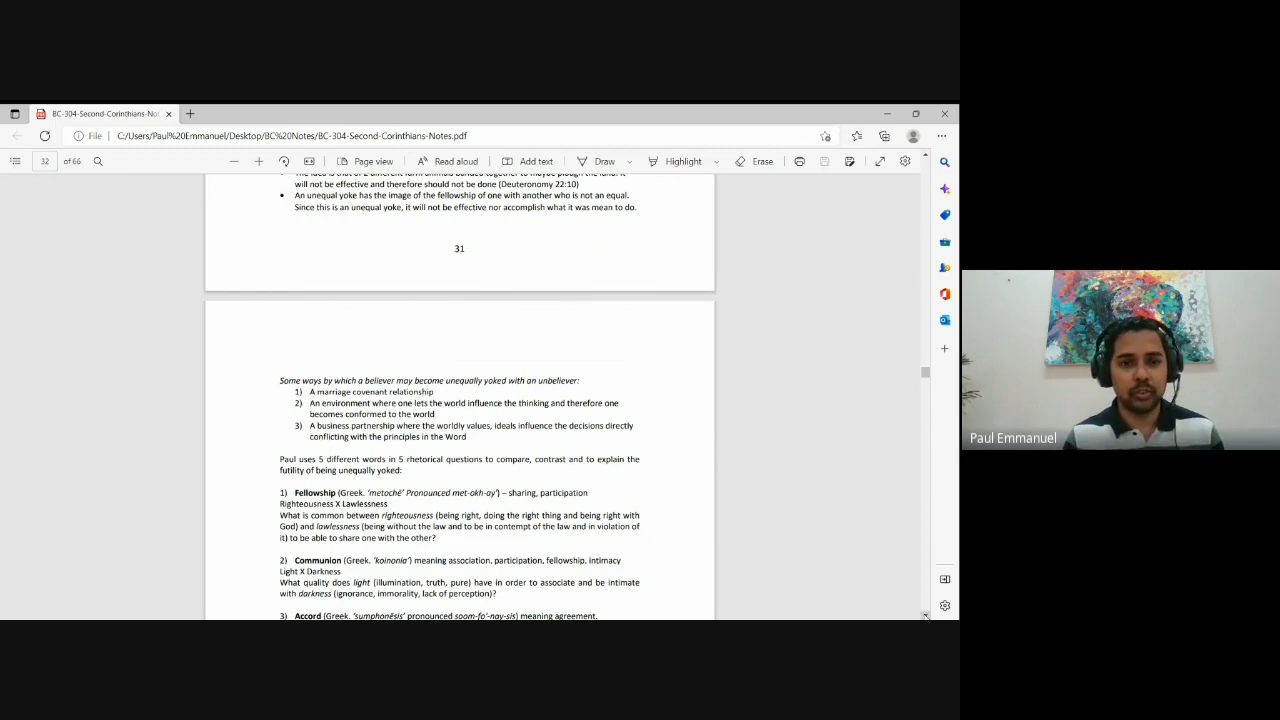 BC-304-Second-Corinthians-No
File
C:/Users/Paul%20Emmanuel/Desktop/BC%20Notes/BC-304-Second-Corinthians-Notes.pdf
32 of 66
Page view
Read aloud
Add text
Draw
Highlight
Erase
will not be effective and therefore should not be done (Deuteronomy 22:10)
• An unequal yoke has the image of the fellowship of one with another who is not an equal.
Since this is an unequal yoke, it will not be effective nor accomplish what it was mean to do.
31
Some ways by which a believer may become unequally yoked with an unbeliever:
1) A marriage covenant relationship
2) An environment where one lets the world influence the thinking and therefore one
becomes conformed to the world
3) A business partnership where the worldly values, ideals influence the decisions directly
conflicting with the principles in the Word
Paul uses 5 different words in 5 rhetorical questions to compare, contrast and to explain the
futility of being unequally yoked:
1) Fellowship (Greek. 'metochē' Pronounced met-okh-ay') – sharing, participation
Righteousness X Lawlessness
What is common between righteousness (being right, doing the right thing and being right with
God) and lawlessness (being without the law and to be in contempt of the law and in violation of
it) to be able to share one with the other?
2) Communion (Greek. 'koinonia') meaning association, participation, fellowship, intimacy
Light X Darkness
What quality does light (illumination, truth, pure) have in order to associate and be intimate
with darkness (ignorance, immorality, lack of perception)?
3) Accord (Greek. 'sumphonēsis' pronounced soom-fo'-nay-sis) meaning agreement.
Paul Emmanuel